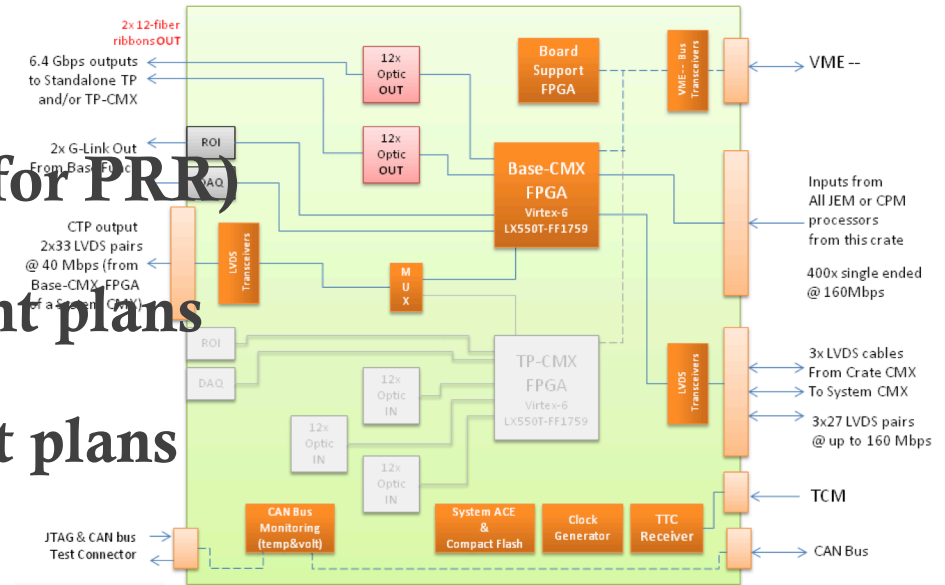 2x 12-fiber
ribbons OUT
6.4 Gbps outputs
to Standalone TP
and/or TP-CMX
2x G-Link Out
From Base Func
for PRR)
CTP output
2x33 LVDS pairs
@ 40 Mbps (from
Base-CMX FPGA
of a System CMX)
nt plans
t plans
JTAG & CAN bus
Test Connector
ROI
DAQ
LVDS
Transceivers
12x
Optic
OUT
12x
Optic
OUT
M
U
X
Board
Support
FPGA
VME-- Bus
Transceivers
Base-CMX
FPGA
Virtex-6
LX550T-FF1759
ROI
DAQ
12x
Optic
IN
12x
Optic
IN
12x
Optic
IN
TP-CMX
FPGA
Virtex-6
LX550T-FF1759
LVDS
Transceivers
CAN Bus
Monitoring
(temp&volt)
System ACE
&
Compact Flash
Clock
Generator
TTC
Receiver
VME --
Inputs from
All JEM or CPM
processors
from this crate
400x single ended
@ 160Mbps
3x LVDS cables
From Crate CMX
To System CMX
3x27 LVDS pairs
@ up to 160 Mbps
TCM
CAN Bus